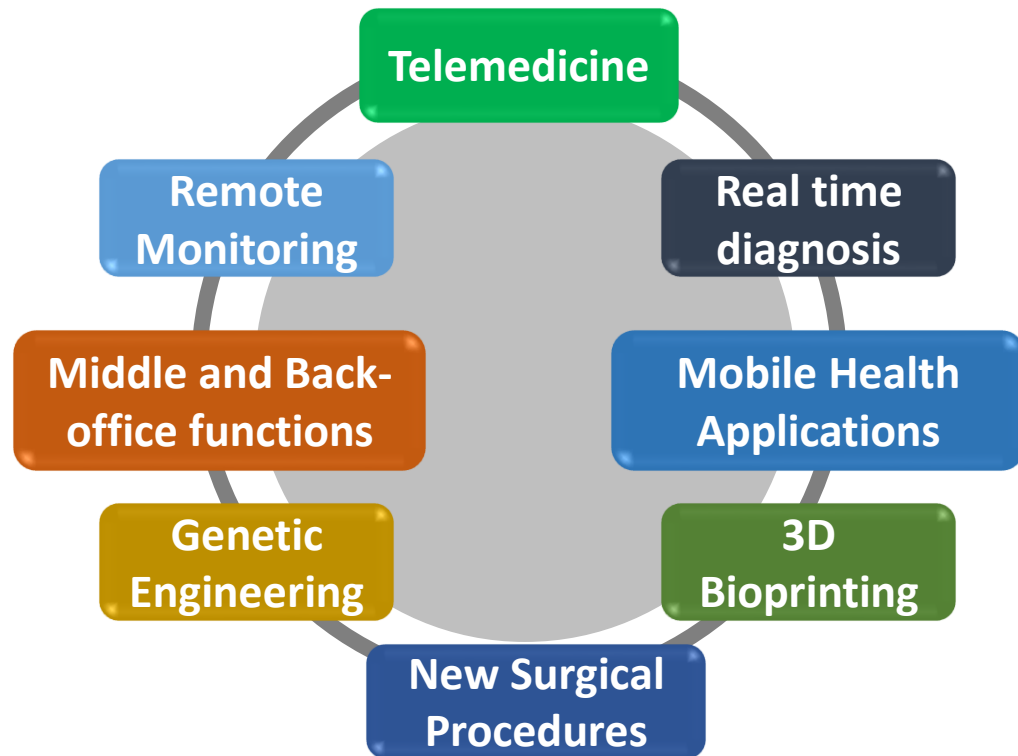 Telemedicine
Remote
Monitoring
Real time
diagnosis
Middle and Back-
office functions
Mobile Health
Applications
Genetic
Engineering
3D
Bioprinting
New Surgical
Procedures